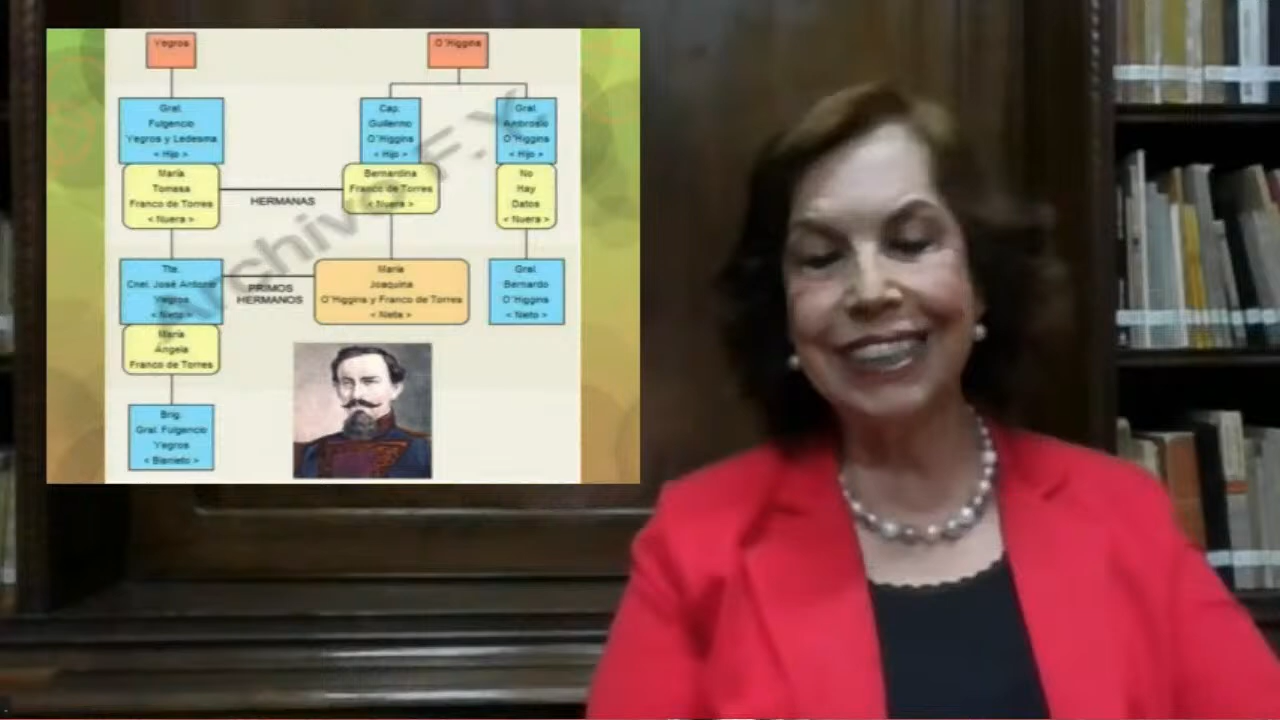 Yegros
O'Higgins
Gral.
Fulgencio
Yegros y Ledesma
< Hijo >
María
Tomasa
Franco de Torres
< Nuera >
HERMANAS
Cap.
Guillermo
O'Higgins
< Hijo >
Bernardina
Franco de Torres
< Nuera >
Gral.
Ambrosio
O'Higgins
< Hijo >
No
Hay
Datos
< Nuera >
Tte.
Cnel. José Antonio
Yegros
< Nieto >
PRIMOS
HERMANOS
María
Joaquina
O'Higgins y Franco de Torres
< Nieta >
Gral.
Bernardo
O'Higgins
< Nieto >
María
Ángela
Franco de Torres
Brig.
Gral. Fulgencio
Yegros
< Bisnieto >
Archivo F.Y.